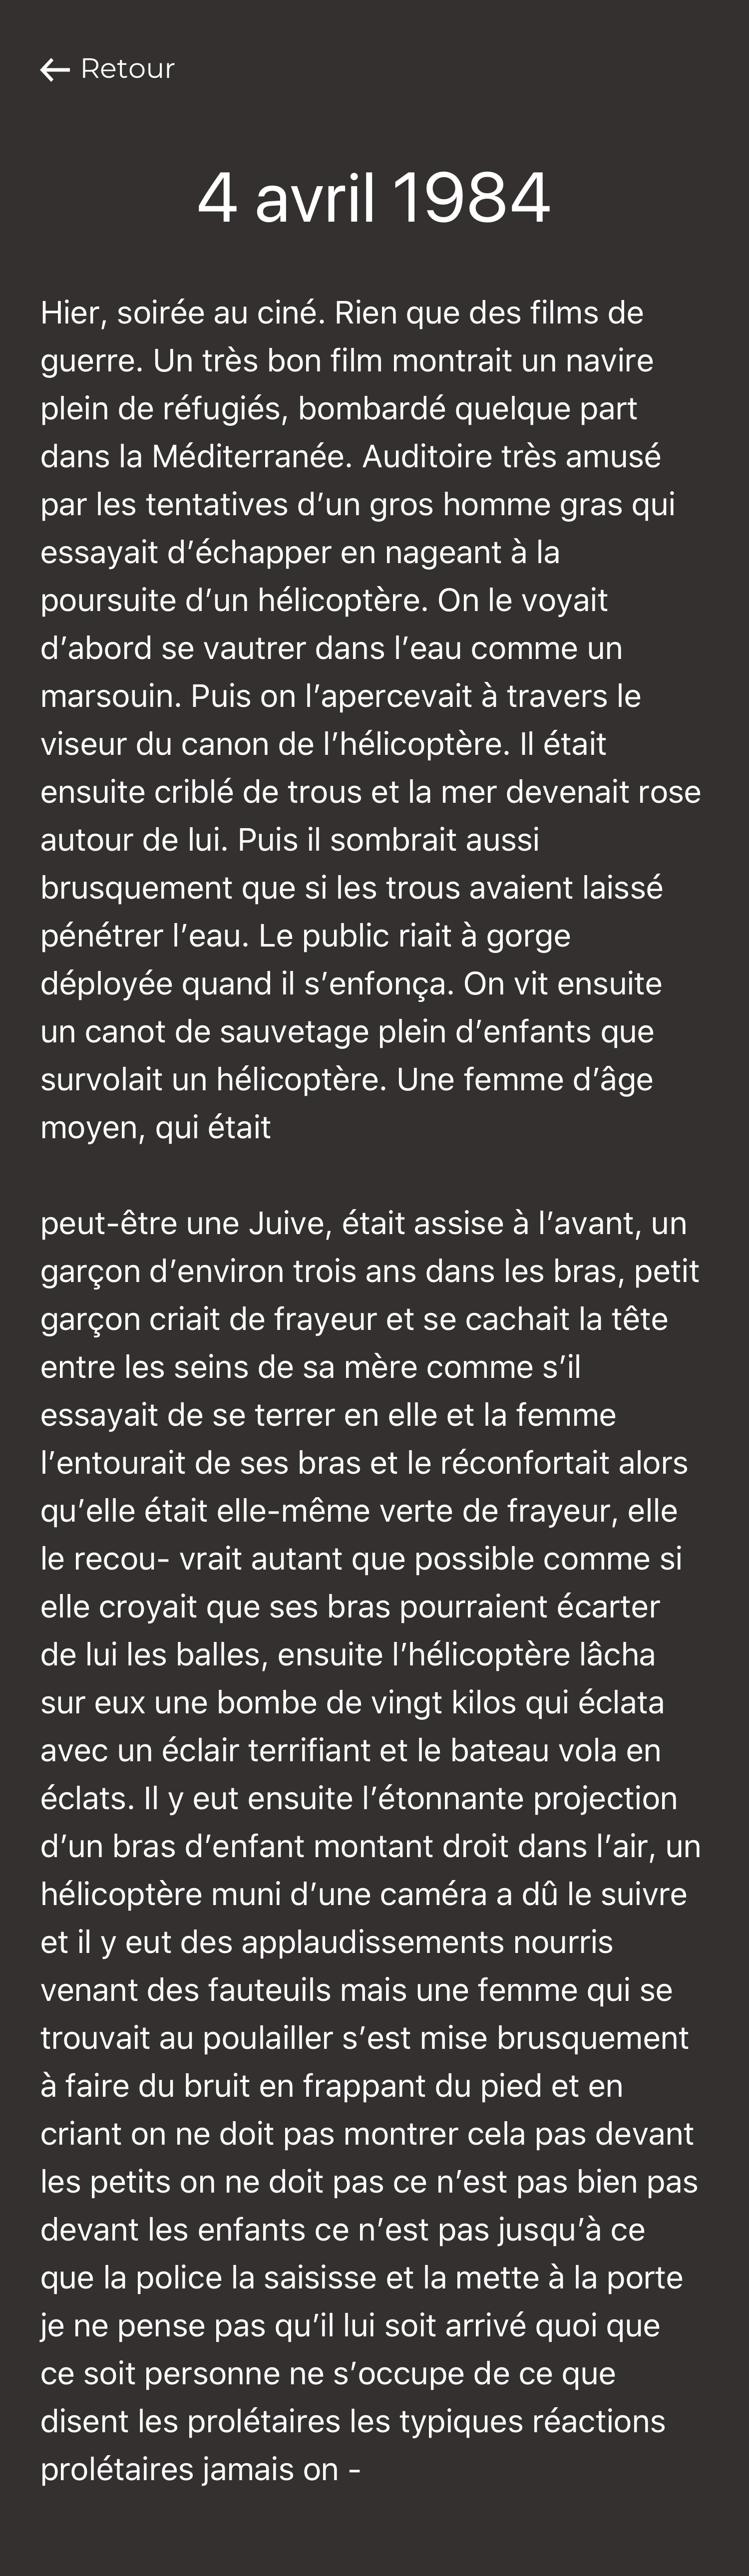 ← Retour
4 avril 1984
Hier, soirée au ciné. Rien que des films de
guerre. Un très bon film montrait un navire
plein de réfugiés, bombardé quelque part
dans la Méditerranée. Auditoire très amusé
par les tentatives d’un gros homme gras qui
essayait d’échapper en nageant à la
poursuite d’un hélicoptère. On le voyait
d’abord se vautrer dans l’eau comme un
marsouin. Puis on l’apercevait à travers le
viseur du canon de l’hélicoptère. Il était
ensuite criblé de trous et la mer devenait rose
autour de lui. Puis il sombrait aussi
brusquement que si les trous avaient laissé
pénétrer l’eau. Le public riait à gorge
déployée quand il s’enfonça. On vit ensuite
un canot de sauvetage plein d’enfants que
survolait un hélicoptère. Une femme d’âge
moyen, qui était
peut-être une Juive, était assise à l’avant, un
garçon d’environ trois ans dans les bras, petit
garçon criait de frayeur et se cachait la tête
entre les seins de sa mère comme s’il
essayait de se terrer en elle et la femme
l’entourait de ses bras et le réconfortait alors
qu’elle était elle-même verte de frayeur, elle
le recou- vrait autant que possible comme si
elle croyait que ses bras pourraient écarter
de lui les balles, ensuite l’hélicoptère lâcha
sur eux une bombe de vingt kilos qui éclata
avec un éclair terrifiant et le bateau vola en
éclats. Il y eut ensuite l’étonnante projection
d’un bras d’enfant montant droit dans l’air, un
hélicoptère muni d’une caméra a dû le suivre
et il y eut des applaudissements nourris
venant des fauteuils mais une femme qui se
trouvait au poulailler s’est mise brusquement
à faire du bruit en frappant du pied et en
criant on ne doit pas montrer cela pas devant
les petits on ne doit pas ce n’est pas bien pas
devant les enfants ce n’est pas jusqu’à ce
que la police la saisisse et la mette à la porte
je ne pense pas qu’il lui soit arrivé quoi que
ce soit personne ne s’occupe de ce que
disent les prolétaires les typiques réactions
prolétaires jamais on -